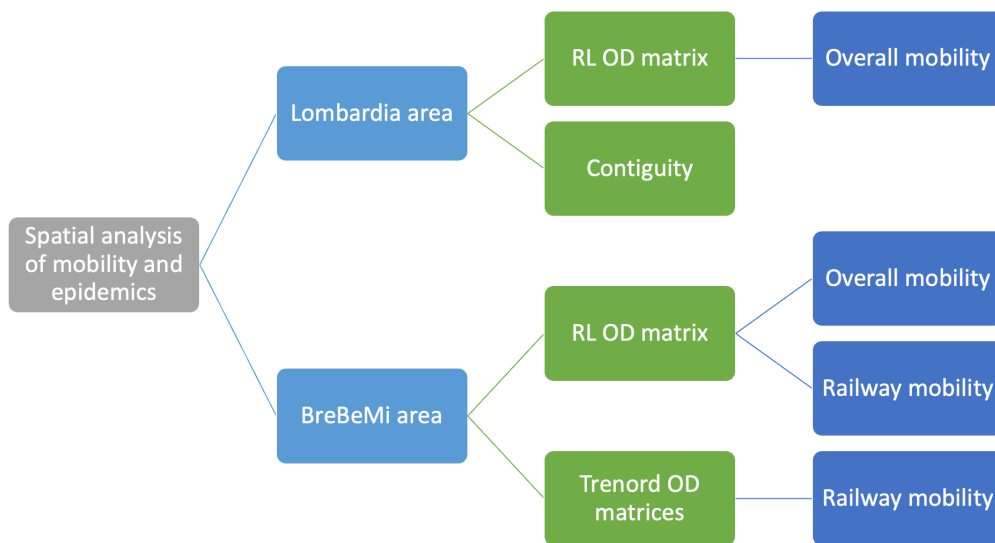 Spatial analysis
of mobility and
epidemics
Lombardia area
RL OD matrix
Overall mobility
Contiguity
BreBeMi area
RL OD matrix
Overall mobility
Railway mobility
Trenord OD
matrices
Railway mobility